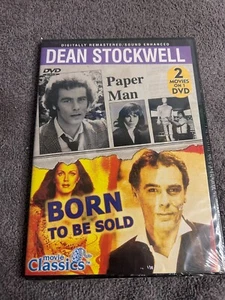 DIGITALLY REMASTERED/SOUND ENHANCED
DEAN STOCKWELL
DVD
Paper
Man
2
MOVIES
ON 1
DVD
BORN
TO BE SOLD
movie
Classics